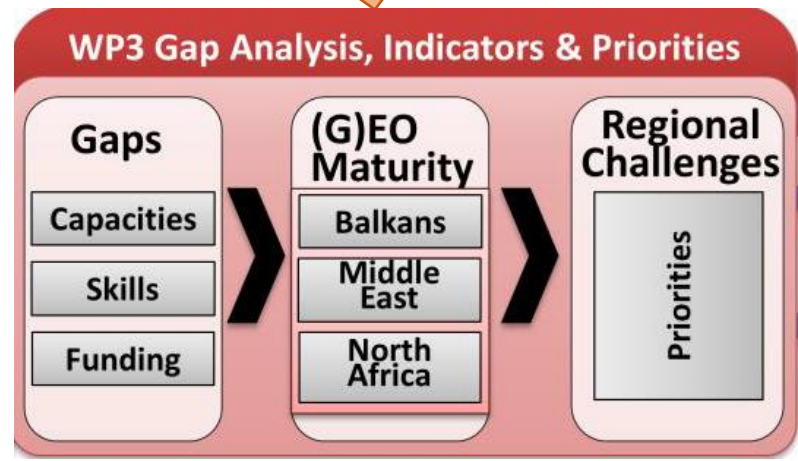 WP3 Gap Analysis, Indicators & Priorities
Gaps
Capacities
Skills
Funding
(G)EO
Maturity
Balkans
Middle
East
North
Africa
Regional
Challenges
Priorities